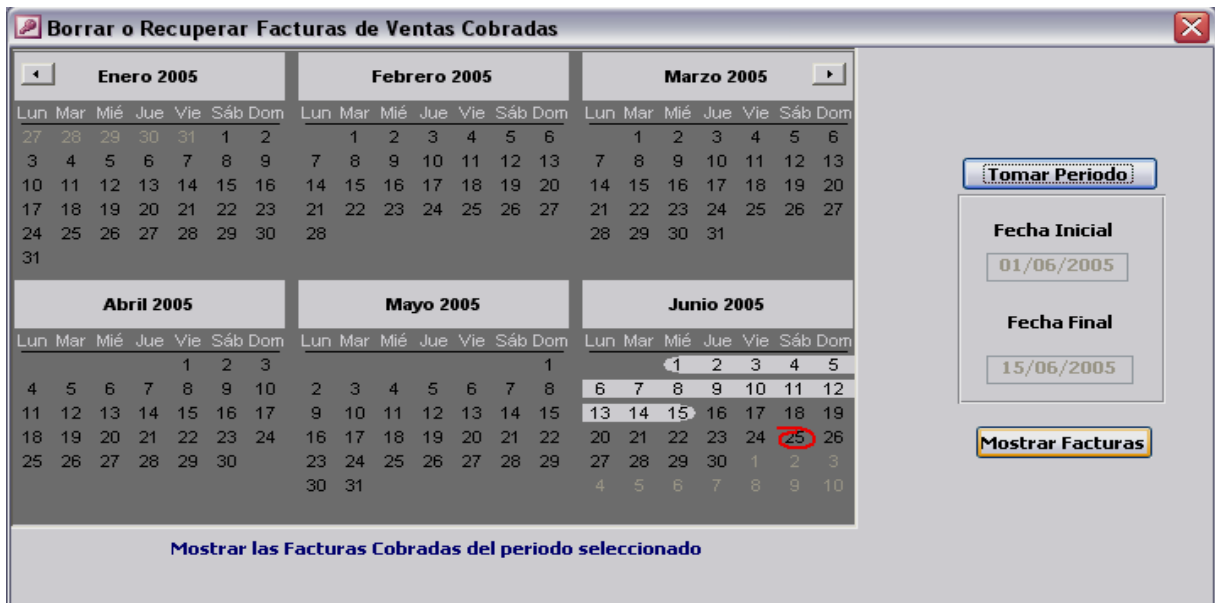 Borrar o Recuperar Facturas de Ventas Cobradas
Enero 2005 Febrero 2005 Marzo 2005
Lun Mar Mié Jue Vie Sáb Dom Lun Mar Mié Jue Vie Sáb Dom Lun Mar Mié Jue Vie Sáb Dom
27 28 29 30 31 1 2 1 2 3 4 5 6 1 2 3 4 5 6
3 4 5 6 7 8 9 7 8 9 10 11 12 13 7 8 9 10 11 12 13
10 11 12 13 14 15 16 14 15 16 17 18 19 20 14 15 16 17 18 19 20
17 18 19 20 21 22 23 21 22 23 24 25 26 27 21 22 23 24 25 26 27
24 25 26 27 28 29 30 28 28 29 30 31
31
Abril 2005 Mayo 2005 Junio 2005
Lun Mar Mié Jue Vie Sáb Dom Lun Mar Mié Jue Vie Sáb Dom Lun Mar Mié Jue Vie Sáb Dom
1 2 3 1 1 2 3 4 5
4 5 6 7 8 9 10 2 3 4 5 6 7 8 6 7 8 9 10 11 12
11 12 13 14 15 16 17 9 10 11 12 13 14 15 13 14 15 16 17 18 19
18 19 20 21 22 23 24 16 17 18 19 20 21 22 20 21 22 23 24 25 26
25 26 27 28 29 30 23 24 25 26 27 28 29 27 28 29 30 1 2 3
30 31 4 5 6 7 8 9 10
Tomar Periodo
Fecha Inicial
01/06/2005
Fecha Final
15/06/2005
Mostrar Facturas
Mostrar las Facturas Cobradas del periodo seleccionado